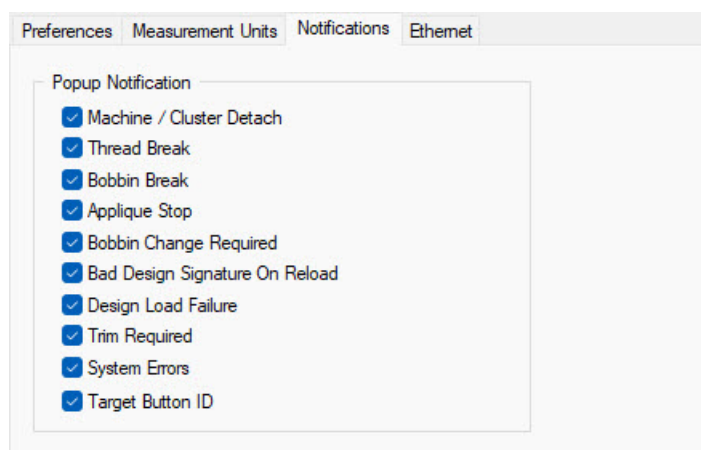 Preferences Measurement Units Notifications Ethernet
Popup Notification
Machine / Cluster Detach
Thread Break
Bobbin Break
Applique Stop
Bobbin Change Required
Bad Design Signature On Reload
Design Load Failure
Trim Required
System Errors
Target Button ID